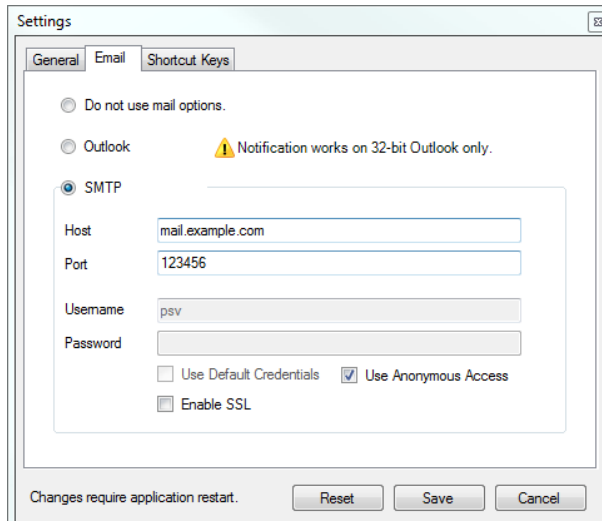 Settings
General Email Shortcut Keys
Do not use mail options.
Outlook Notification works on 32-bit Outlook only.
SMTP
Host mail.example.com
Port 123456
Username psv
Password
Use Default Credentials Use Anonymous Access
Enable SSL
Changes require application restart. Reset Save Cancel